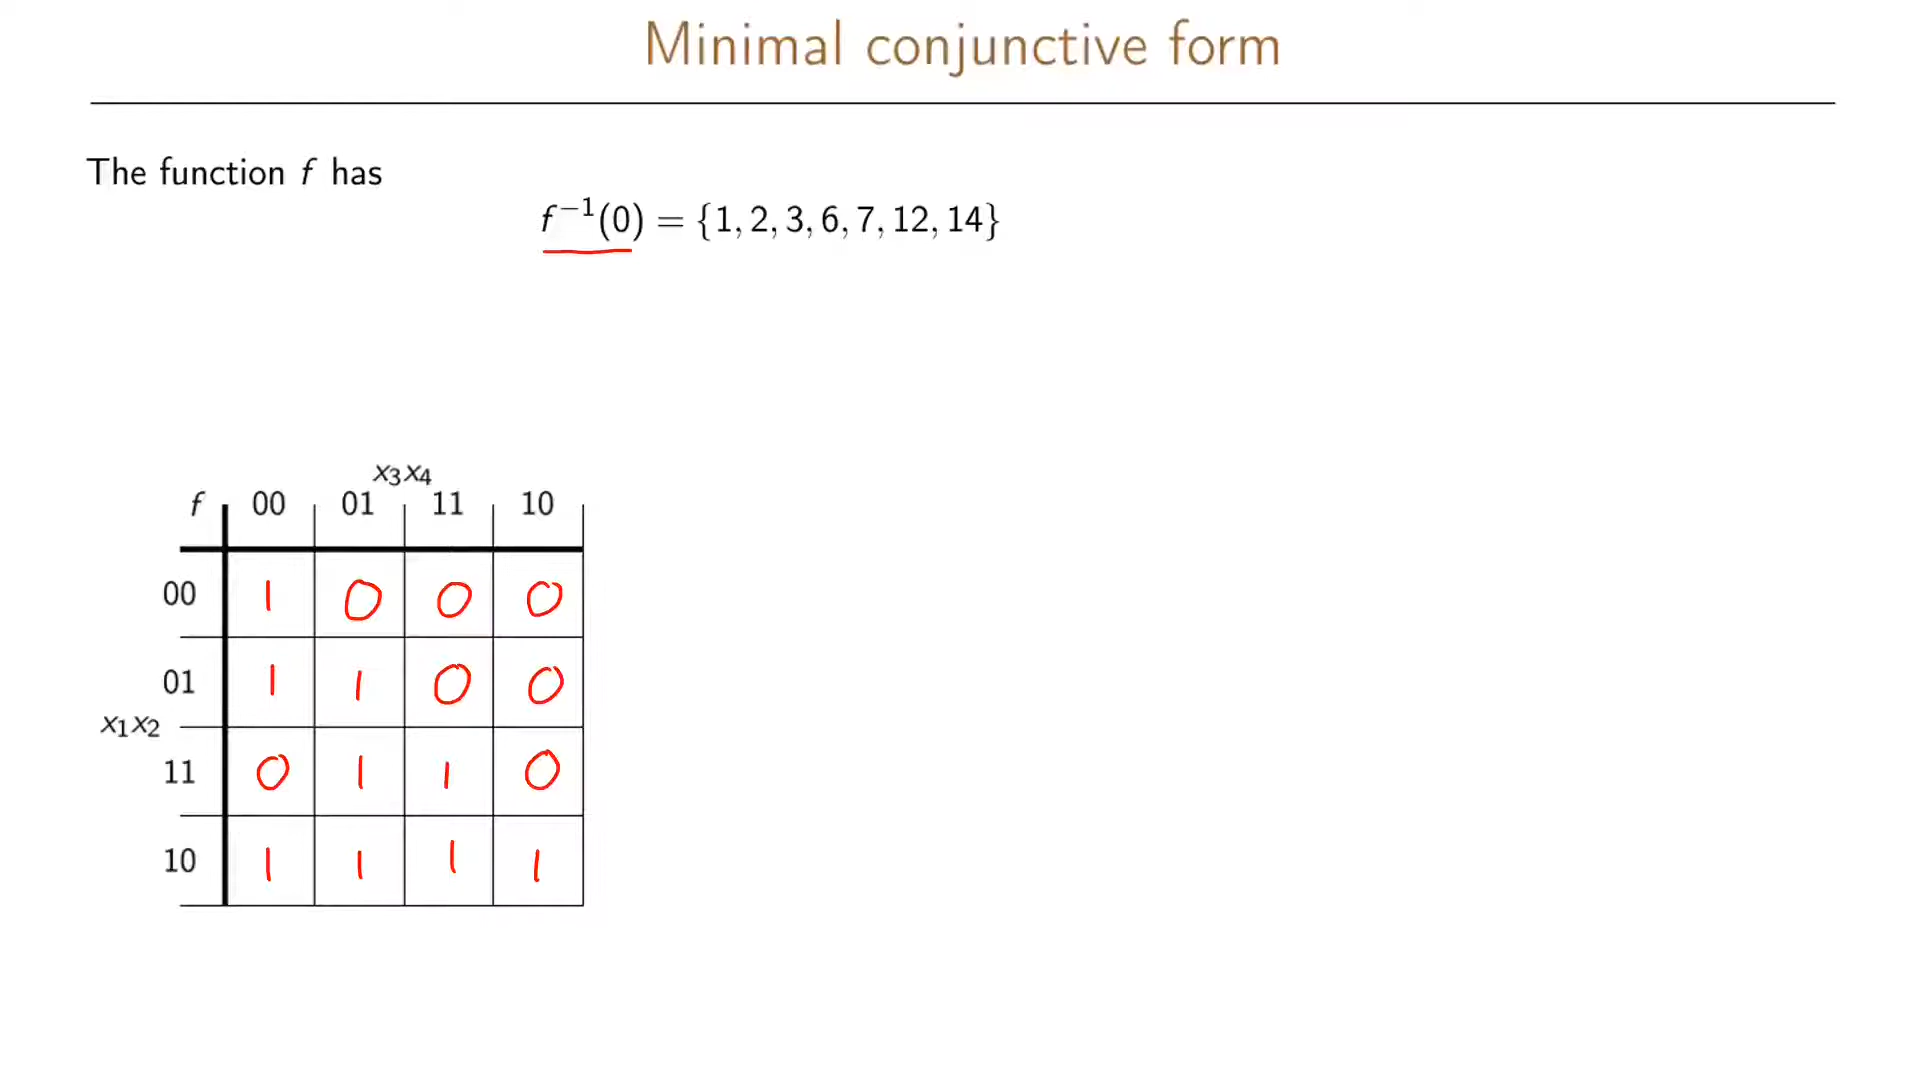 Minimal conjunctive form
The function f has
f⁻¹(0) = {1, 2, 3, 6, 7, 12, 14}
x₃x₄
f 00 01 11 10
00 1 0 0 0
01 1 1 0 0
x₁x₂
11 0 1 1 0
10 1 1 1 1